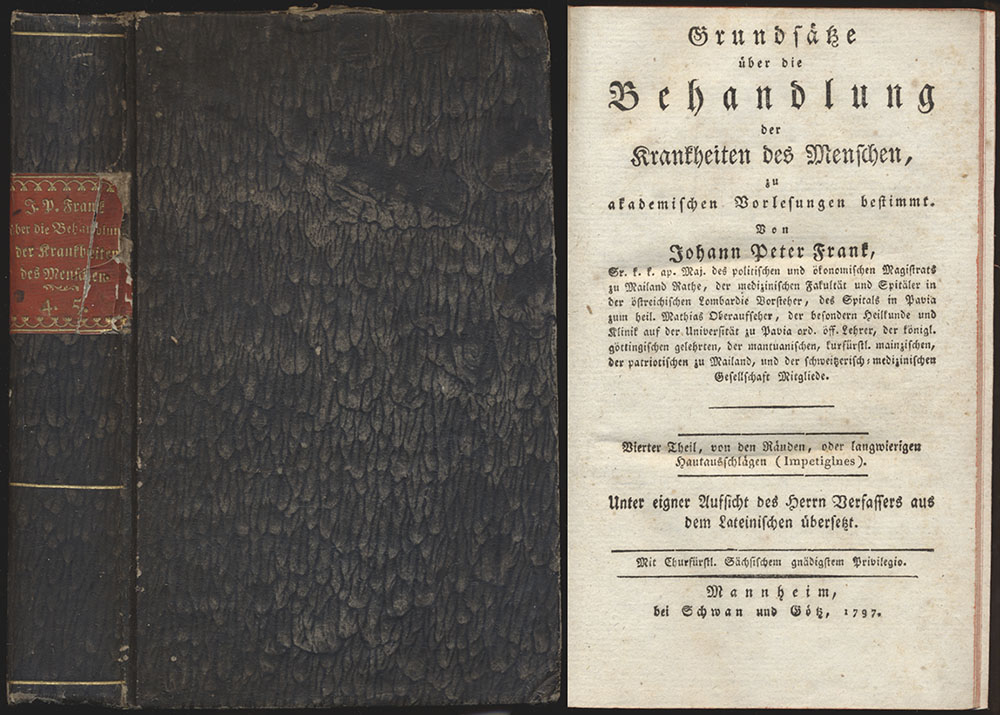 J. P. Frank
ber die Behandlun
der Krankheiten
des Menschen
4. 5.
Grundsätze
über die
Behandlung
der
Krankheiten des Menschen,
zu
akademischen Vorlesungen bestimmt.
Von
Johann Peter Frank,
Sr. k. k. ap. Maj. des politischen und ökonomischen Magistrats
zu Mailand Rathe, der medizinischen Fakultät und Spitäler in
der östreichischen Lombardie Vorsteher, des Spitals in Pavia
zum heil. Mathias Oberaufseher, der besondern Heilkunde und
Klinik auf der Universität zu Pavia ord. öff. Lehrer, der königl.
göttingischen gelehrten, der mantuanischen, kurfürstl. mainzischen,
der patriotischen zu Mailand, und der schweitzerisch-medizinischen
Gesellschaft Mitgliede.
Vierter Theil, von den Räuden, oder langwierigen
Hautausschlägen (Impetigines).
Unter eigner Aufsicht des Herrn Verfassers aus
dem Lateinischen übersetzt.
Mit Churfürstl. Sächsischem gnädigstem Privilegio.
Mannheim,
bei Schwan und Götz, 1797.